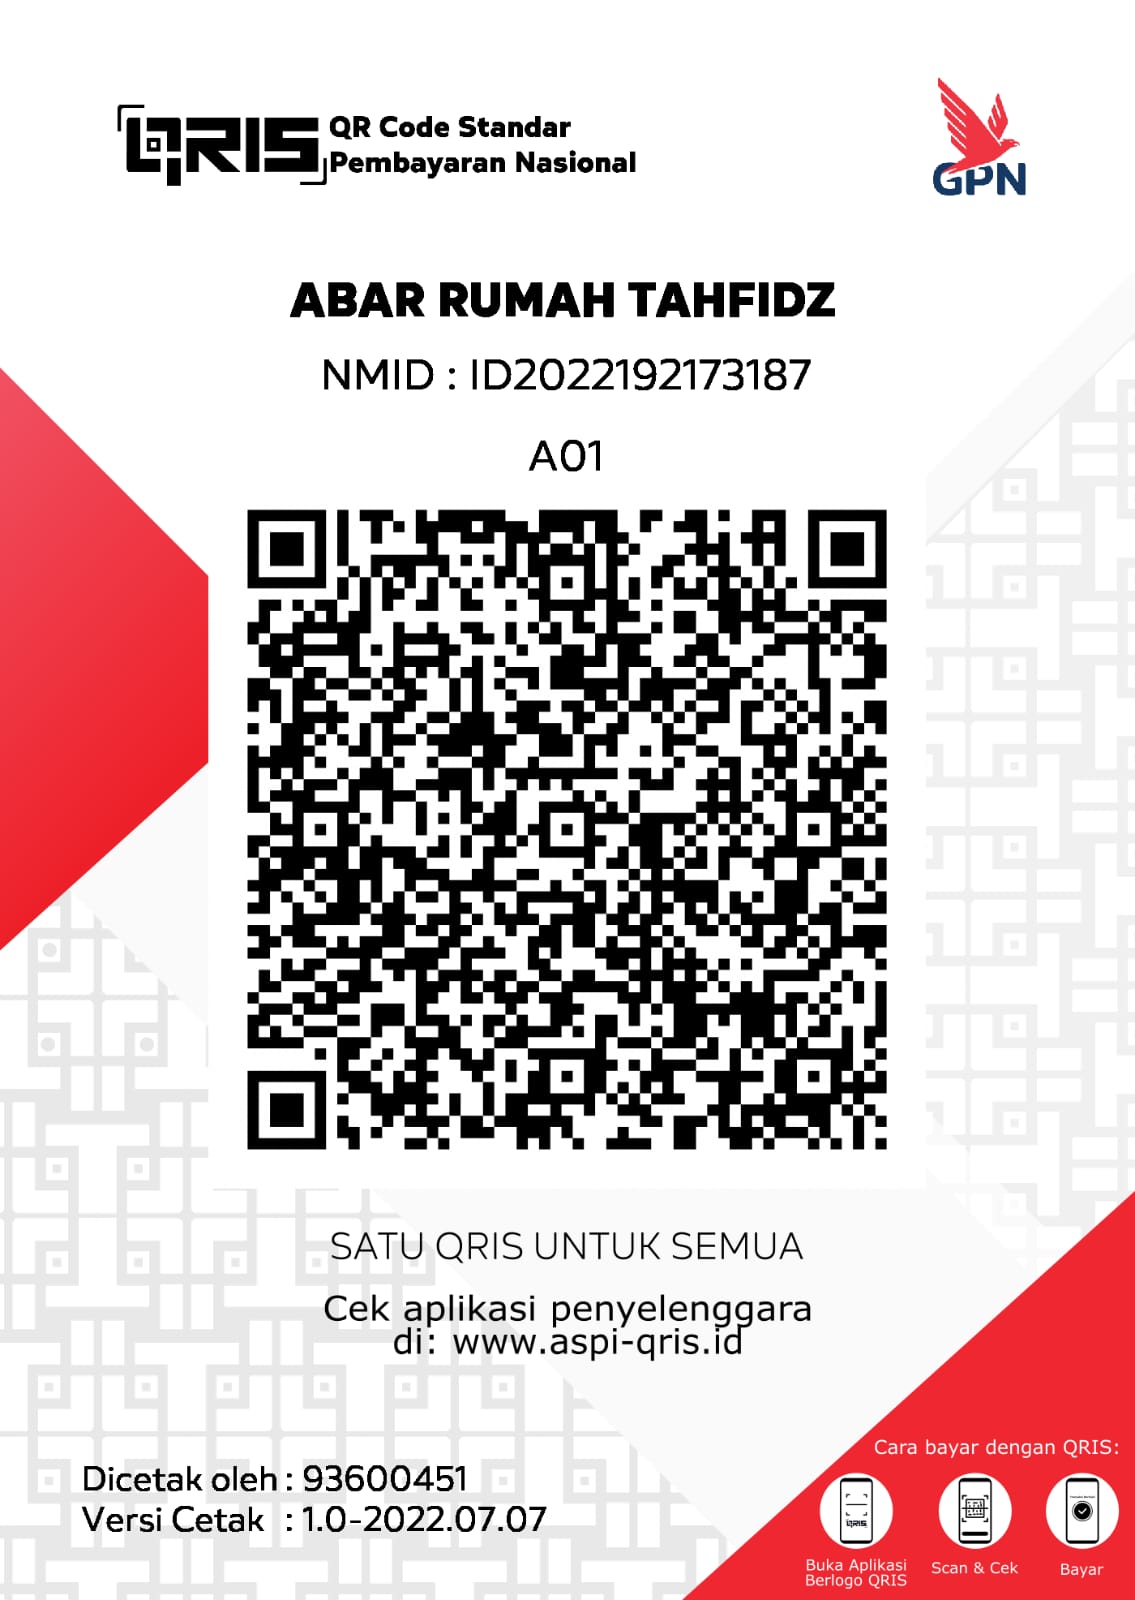 QRIS QR Code Standar
Pembayaran Nasional
GPN
ABAR RUMAH TAHFIDZ
NMID : ID2022192173187
A01
SATU QRIS UNTUK SEMUA
Cek aplikasi penyelenggara
di: www.aspi-qris.id
Dicetak oleh : 93600451
Versi Cetak : 1.0-2022.07.07
Cara bayar dengan QRIS:
QRIS
Buka Aplikasi
Berlogo QRIS
Scan & Cek
Bayar